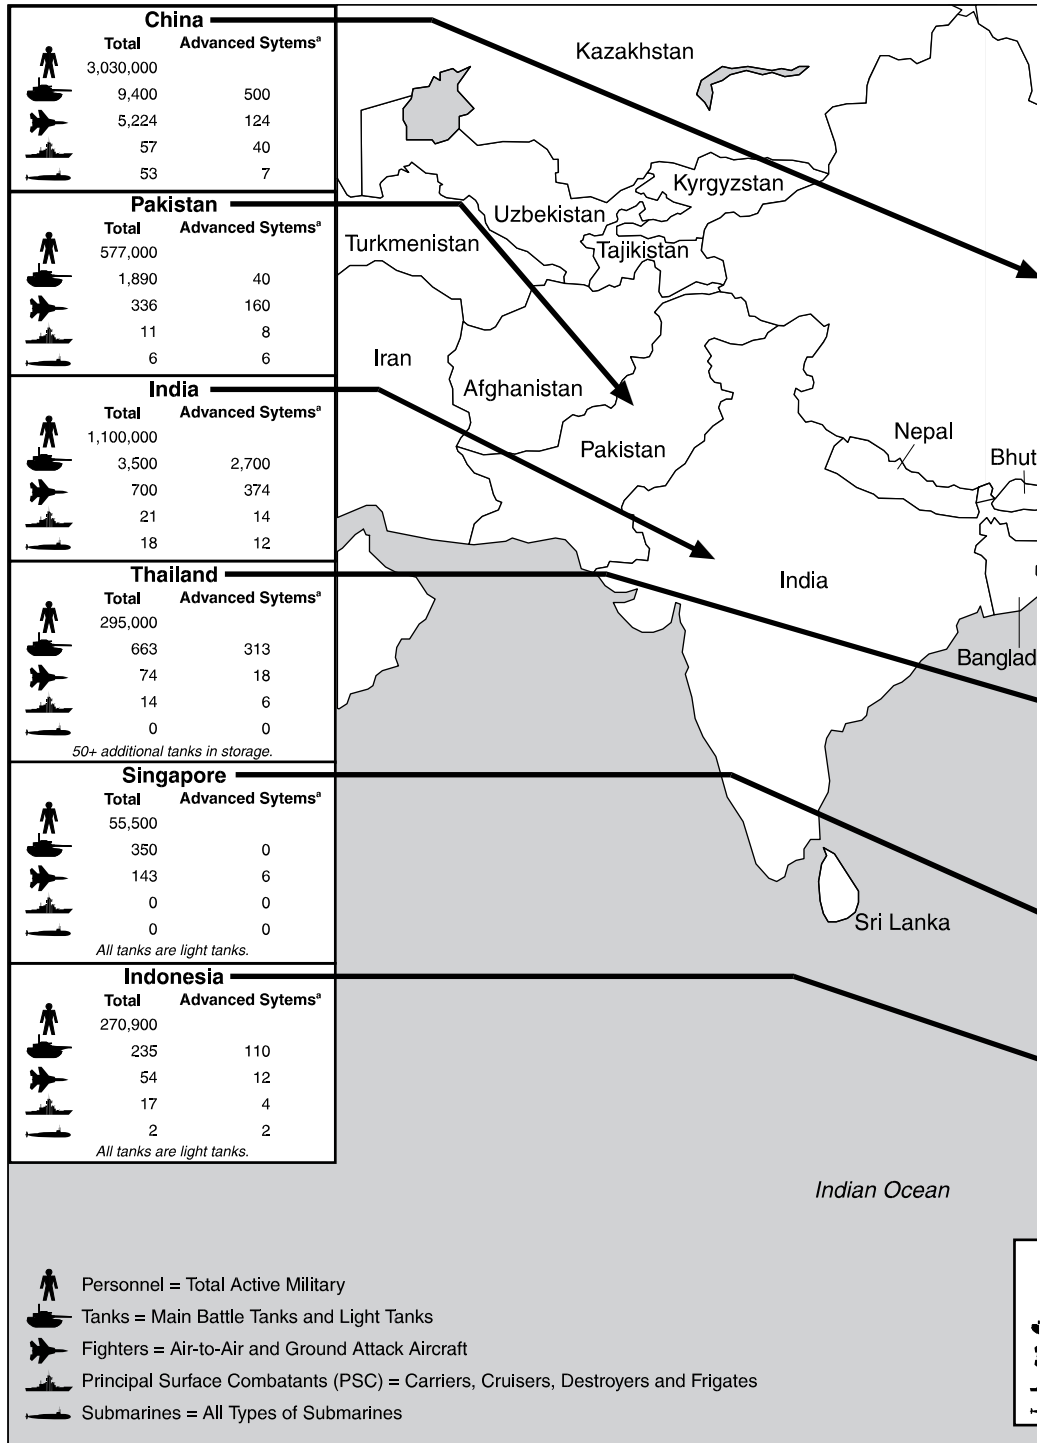 China
Total Advanced Sytemsa
3,030,000
9,400 500
5,224 124
57 40
53 7
Pakistan
Total Advanced Sytemsa
577,000
1,890 40
336 160
11 8
6 6
India
Total Advanced Sytemsa
1,100,000
3,500 2,700
700 374
21 14
18 12
Thailand
Total Advanced Sytemsa
295,000
663 313
74 18
14 6
0 0
50+ additional tanks in storage.
Singapore
Total Advanced Sytemsa
55,500
350 0
143 6
0 0
0 0
All tanks are light tanks.
Indonesia
Total Advanced Sytemsa
270,900
235 110
54 12
17 4
2 2
All tanks are light tanks.
Kazakhstan
Kyrgyzstan
Uzbekistan
Turkmenistan
Tajikistan
Iran
Afghanistan
Pakistan
Nepal
Bhut
India
Banglad
Sri Lanka
Indian Ocean
Personnel = Total Active Military
Tanks = Main Battle Tanks and Light Tanks
Fighters = Air-to-Air and Ground Attack Aircraft
Principal Surface Combatants (PSC) = Carriers, Cruisers, Destroyers and Frigates
Submarines = All Types of Submarines